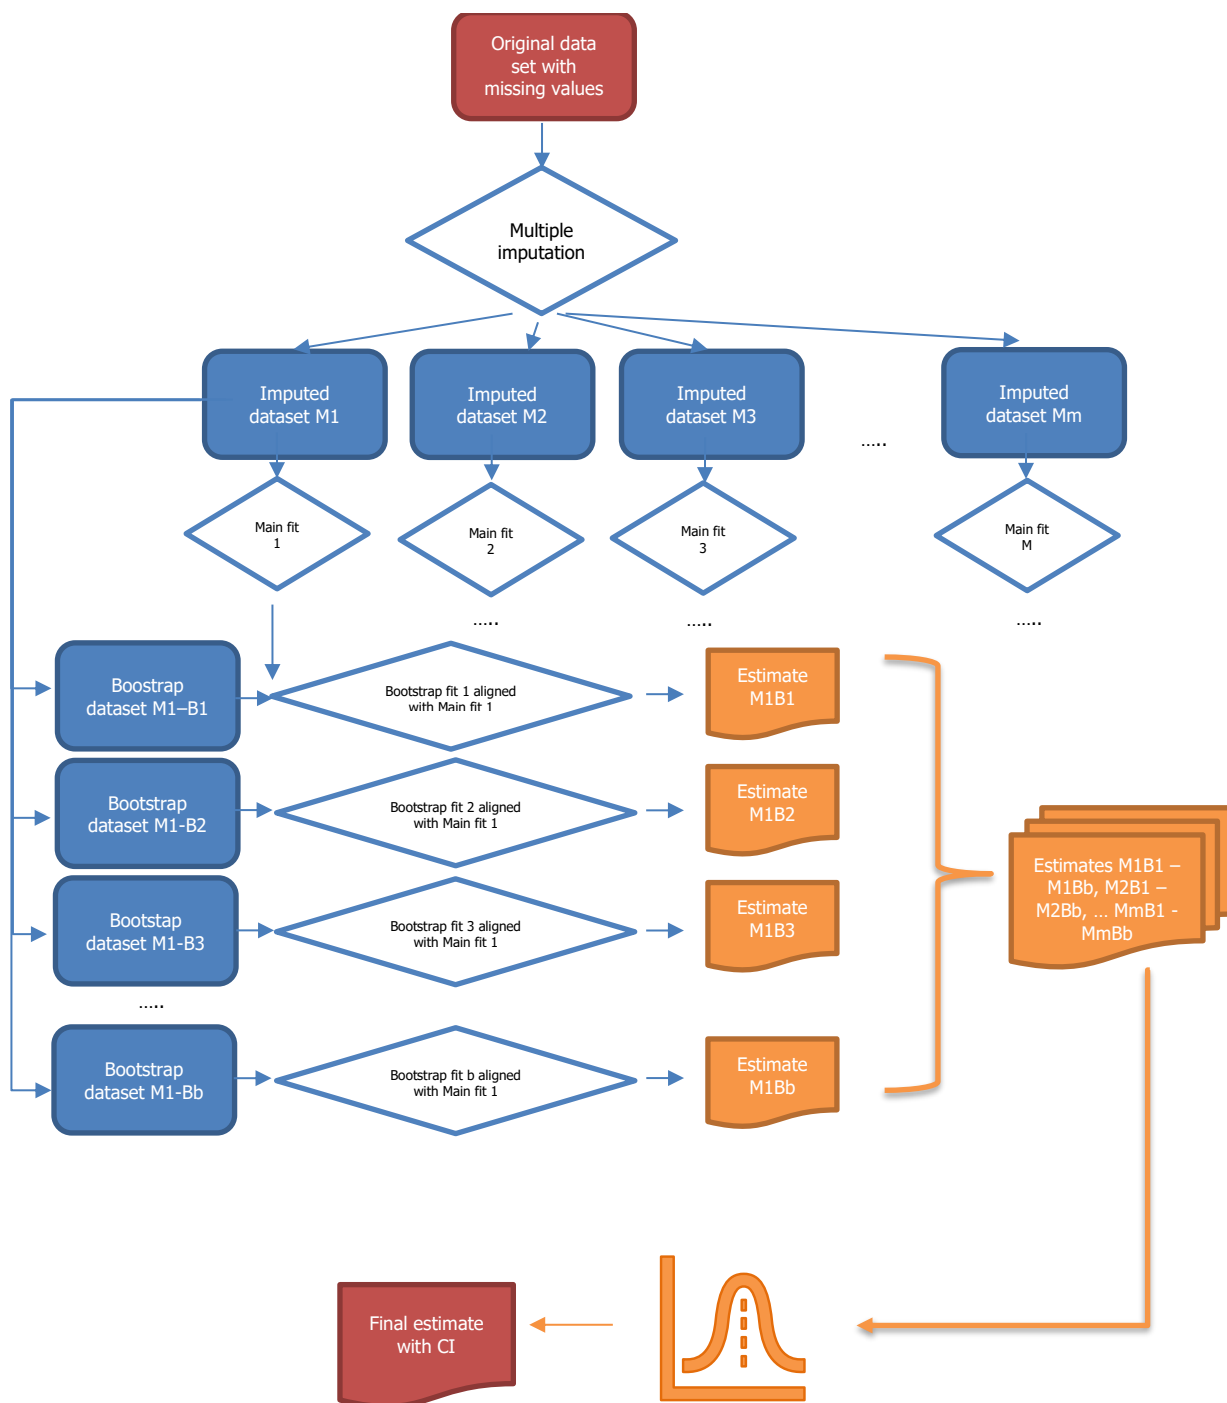 Original data
set with
missing values
Multiple
imputation
Imputed
dataset M1
Imputed
dataset M2
Imputed
dataset M3
.....
Imputed
dataset Mm
Main fit
1
Main fit
2
Main fit
3
Main fit
M
.....
.....
.....
Boostrap
dataset M1–B1
Bootstrap fit 1 aligned
with Main fit 1
Estimate
M1B1
Bootstrap
dataset M1-B2
Bootstrap fit 2 aligned
with Main fit 1
Estimate
M1B2
Bootstap
dataset M1-B3
Bootstrap fit 3 aligned
with Main fit 1
Estimate
M1B3
.....
Bootstrap
dataset M1-Bb
Bootstrap fit b aligned
with Main fit 1
Estimate
M1Bb
Estimates M1B1 –
M1Bb, M2B1 –
M2Bb, … MmB1 -
MmBb
Final estimate
with CI